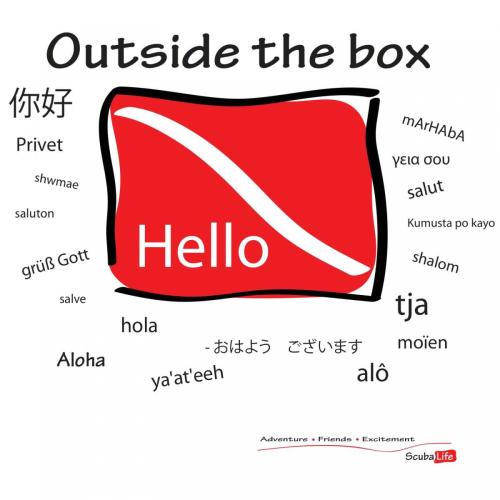 Outside the box
你好
Privet
shwmae
saluton
grüß Gott
salve
hola
Aloha
ya'at'eeh
- おはよう　ございます
alô
moïen
tja
shalom
Kumusta po kayo
salut
γεια σου
mArHAbA
Hello
Adventure • Friends • Excitement
ScubaLife